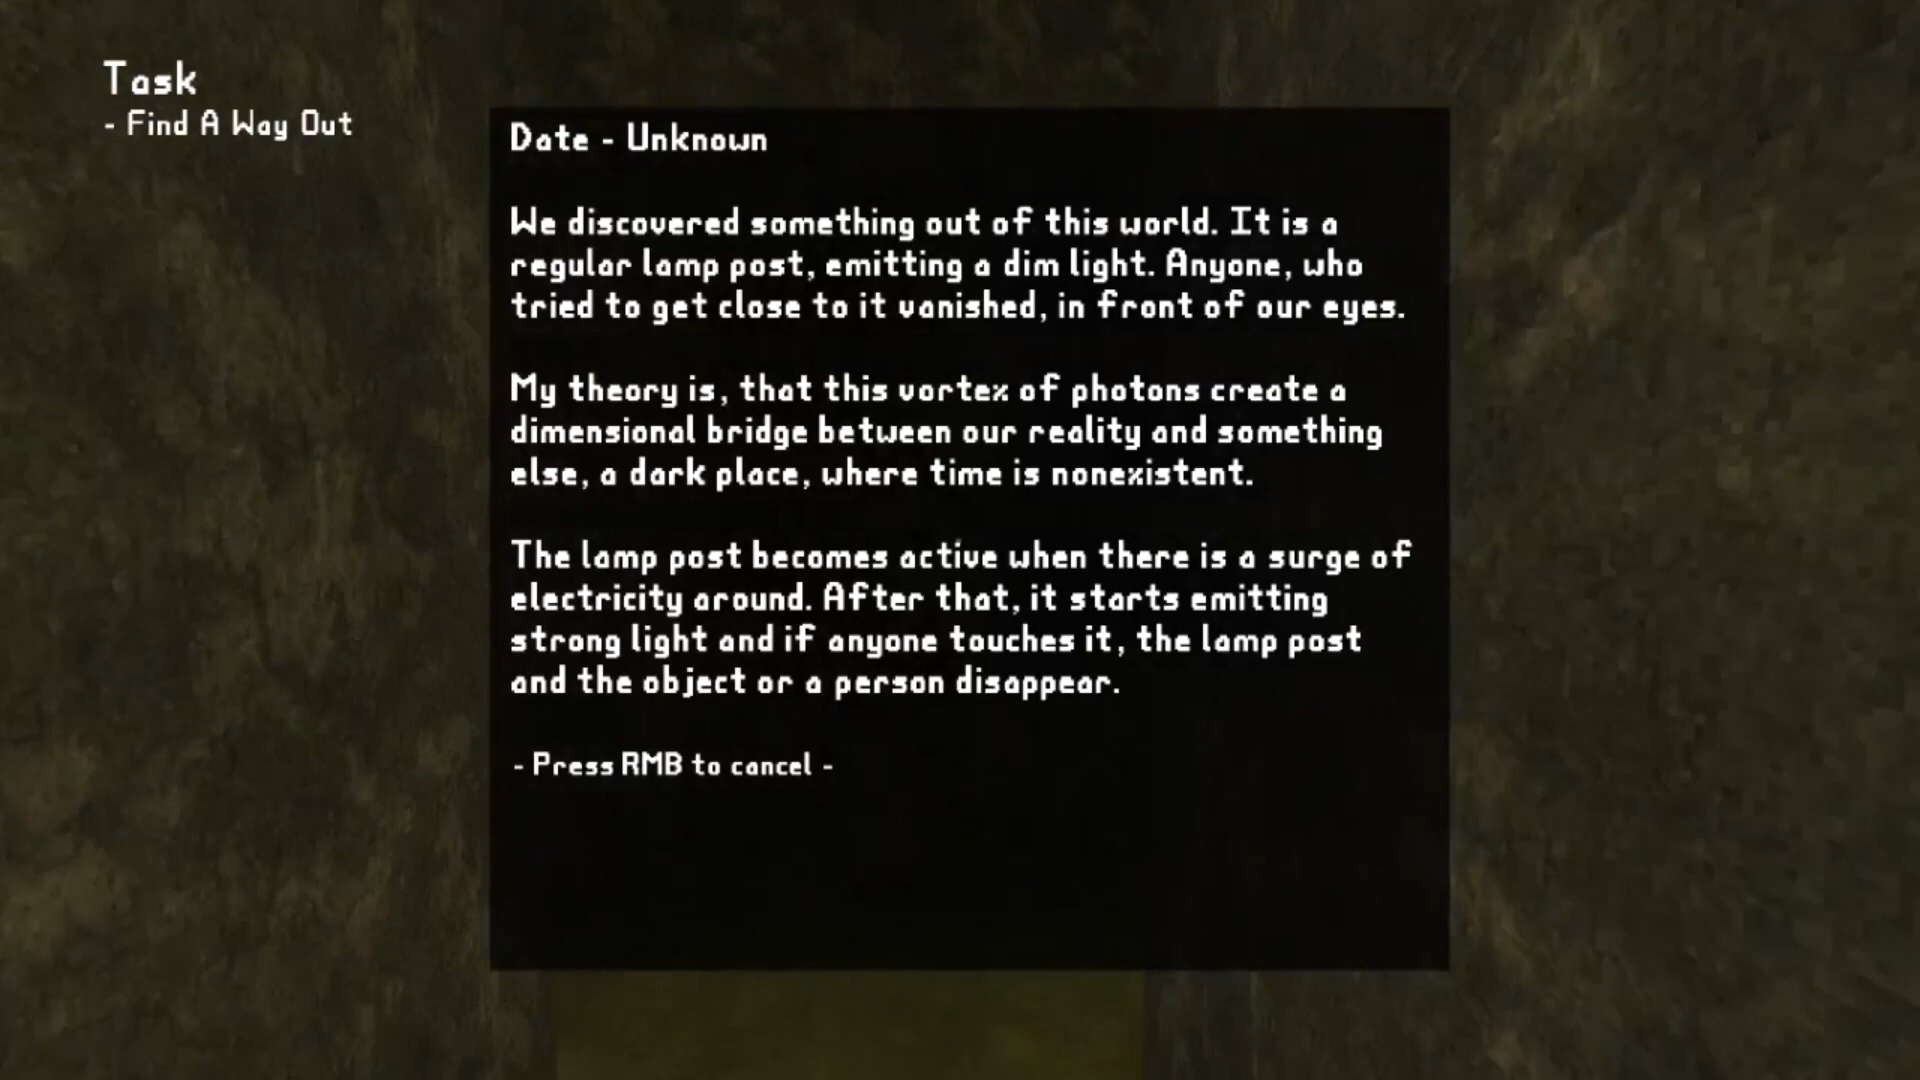 Task
- Find A Way Out
Date - Unknown
We discovered something out of this world. It is a
regular lamp post, emitting a dim light. Anyone, who
tried to get close to it vanished, in front of our eyes.
My theory is, that this vortex of photons create a
dimensional bridge between our reality and something
else, a dark place, where time is nonexistent.
The lamp post becomes active when there is a surge of
electricity around. After that, it starts emitting
strong light and if anyone touches it, the lamp post
and the object or a person disappear.
- Press RMB to cancel -